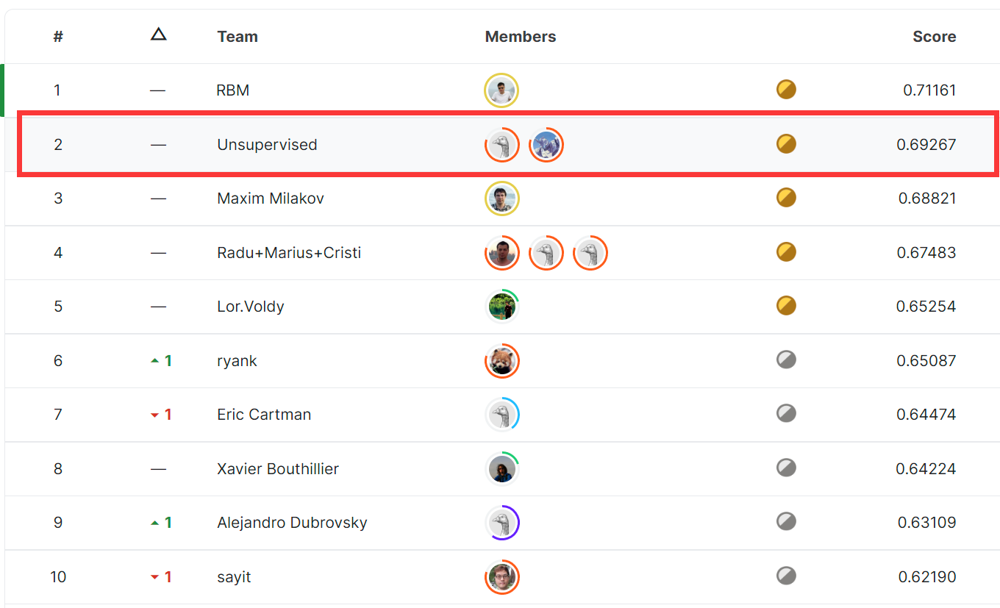 # △ Team Members Score
1 — RBM 0.71161
2 — Unsupervised 0.69267
3 — Maxim Milakov 0.68821
4 — Radu+Marius+Cristi 0.67483
5 — Lor.Voldy 0.65254
6 ▲ 1 ryank 0.65087
7 ▼ 1 Eric Cartman 0.64474
8 — Xavier Bouthillier 0.64224
9 ▲ 1 Alejandro Dubrovsky 0.63109
10 ▼ 1 sayit 0.62190